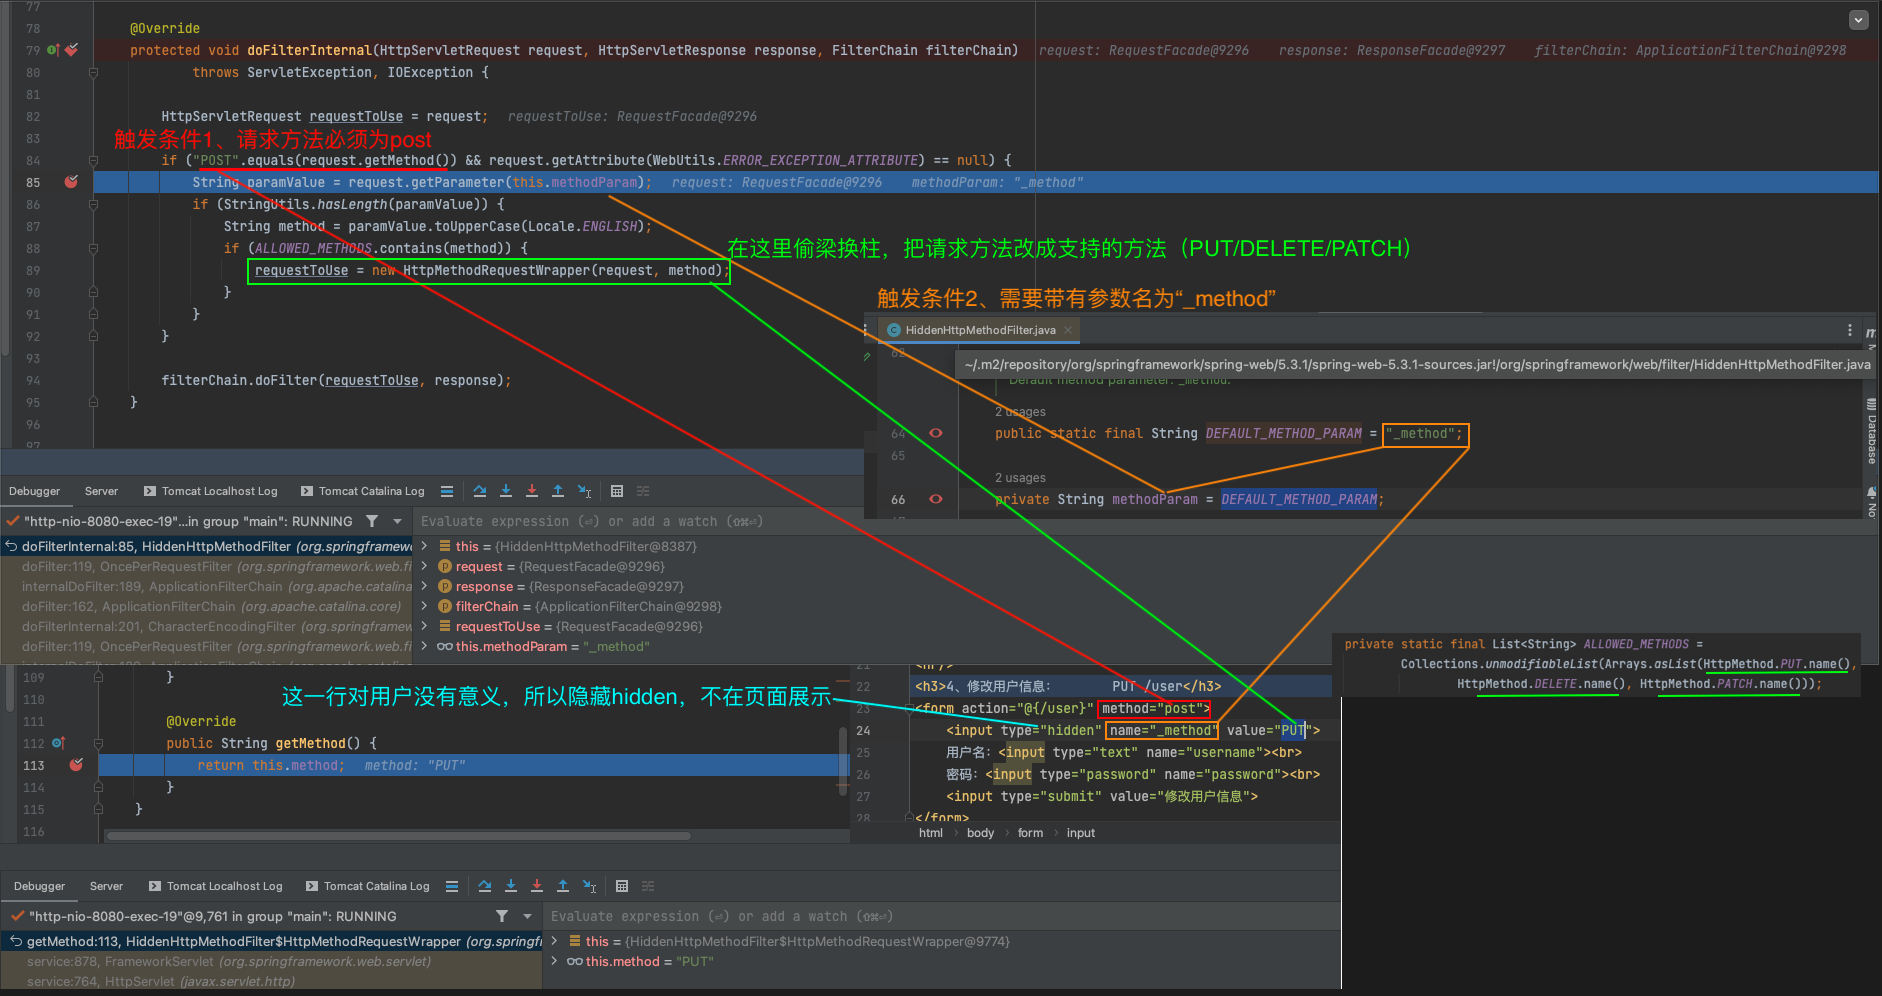 77
78 @Override
79 protected void doFilterInternal(HttpServletRequest request, HttpServletResponse response, FilterChain filterChain) request: RequestFacade@9296 response: ResponseFacade@9297 filterChain: ApplicationFilterChain@9298
80 throws ServletException, IOException {
81
82 HttpServletRequest requestToUse = request; requestToUse: RequestFacade@9296
83
触发条件1、请求方法必须为post
84 if ("POST".equals(request.getMethod()) && request.getAttribute(WebUtils.ERROR_EXCEPTION_ATTRIBUTE) == null) {
85 String paramValue = request.getParameter(this.methodParam); request: RequestFacade@9296 methodParam: "_method"
86 if (StringUtils.hasLength(paramValue)) {
87 String method = paramValue.toUpperCase(Locale.ENGLISH);
88 if (ALLOWED_METHODS.contains(method)) {
在这里偷梁换柱，把请求方法改成支持的方法（PUT/DELETE/PATCH）
89 requestToUse = new HttpMethodRequestWrapper(request, method);
90 }
91 }
92 }
93
94 filterChain.doFilter(requestToUse, response);
95 }
96
97
触发条件2、需要带有参数名为“_method”
HiddenHttpMethodFilter.java
62
~/.m2/repository/org/springframework/spring-web/5.3.1/spring-web-5.3.1-sources.jar!/org/springframework/web/filter/HiddenHttpMethodFilter.java
Default method parameter: _method.
2 usages
64 public static final String DEFAULT_METHOD_PARAM = "_method";
65
2 usages
66 private String methodParam = DEFAULT_METHOD_PARAM;
Database
No
Debugger Server Tomcat Localhost Log Tomcat Catalina Log
"http-nio-8080-exec-19"...in group "main": RUNNING
Evaluate expression (⏎) or add a watch (⇧⌘⏎)
doFilterInternal:85, HiddenHttpMethodFilter (org.springframew
doFilter:119, OncePerRequestFilter (org.springframework.web.fi
internalDoFilter:189, ApplicationFilterChain (org.apache.catalina
doFilter:162, ApplicationFilterChain (org.apache.catalina.core)
doFilterInternal:201, CharacterEncodingFilter (org.springframew
doFilter:119, OncePerRequestFilter (org.springframework.web.fi
this = {HiddenHttpMethodFilter@8387}
request = {RequestFacade@9296}
response = {ResponseFacade@9297}
filterChain = {ApplicationFilterChain@9298}
requestToUse = {RequestFacade@9296}
this.methodParam = "_method"
private static final List<String> ALLOWED_METHODS =
Collections.unmodifiableList(Arrays.asList(HttpMethod.PUT.name(),
HttpMethod.DELETE.name(), HttpMethod.PATCH.name()));
109 }
110
111 @Override
112 public String getMethod() {
113 return this.method; method: "PUT"
114 }
115 }
116
这一行对用户没有意义，所以隐藏hidden，不在页面展示
21 <hr/>
22 <h3>4、修改用户信息： PUT /user</h3>
23 <form action="@{/user}" method="post">
24 <input type="hidden" name="_method" value="PUT">
25 用户名：<input type="text" name="username"><br>
26 密码：<input type="password" name="password"><br>
27 <input type="submit" value="修改用户信息">
28 </form>
html › body › form › input
Debugger Server Tomcat Localhost Log Tomcat Catalina Log
"http-nio-8080-exec-19"@9,761 in group "main": RUNNING
Evaluate expression (⏎) or add a watch (⇧⌘⏎)
getMethod:113, HiddenHttpMethodFilter$HttpMethodRequestWrapper (org.springf
service:878, FrameworkServlet (org.springframework.web.servlet)
service:764, HttpServlet (javax.servlet.http)
this = {HiddenHttpMethodFilter$HttpMethodRequestWrapper@9774}
this.method = "PUT"